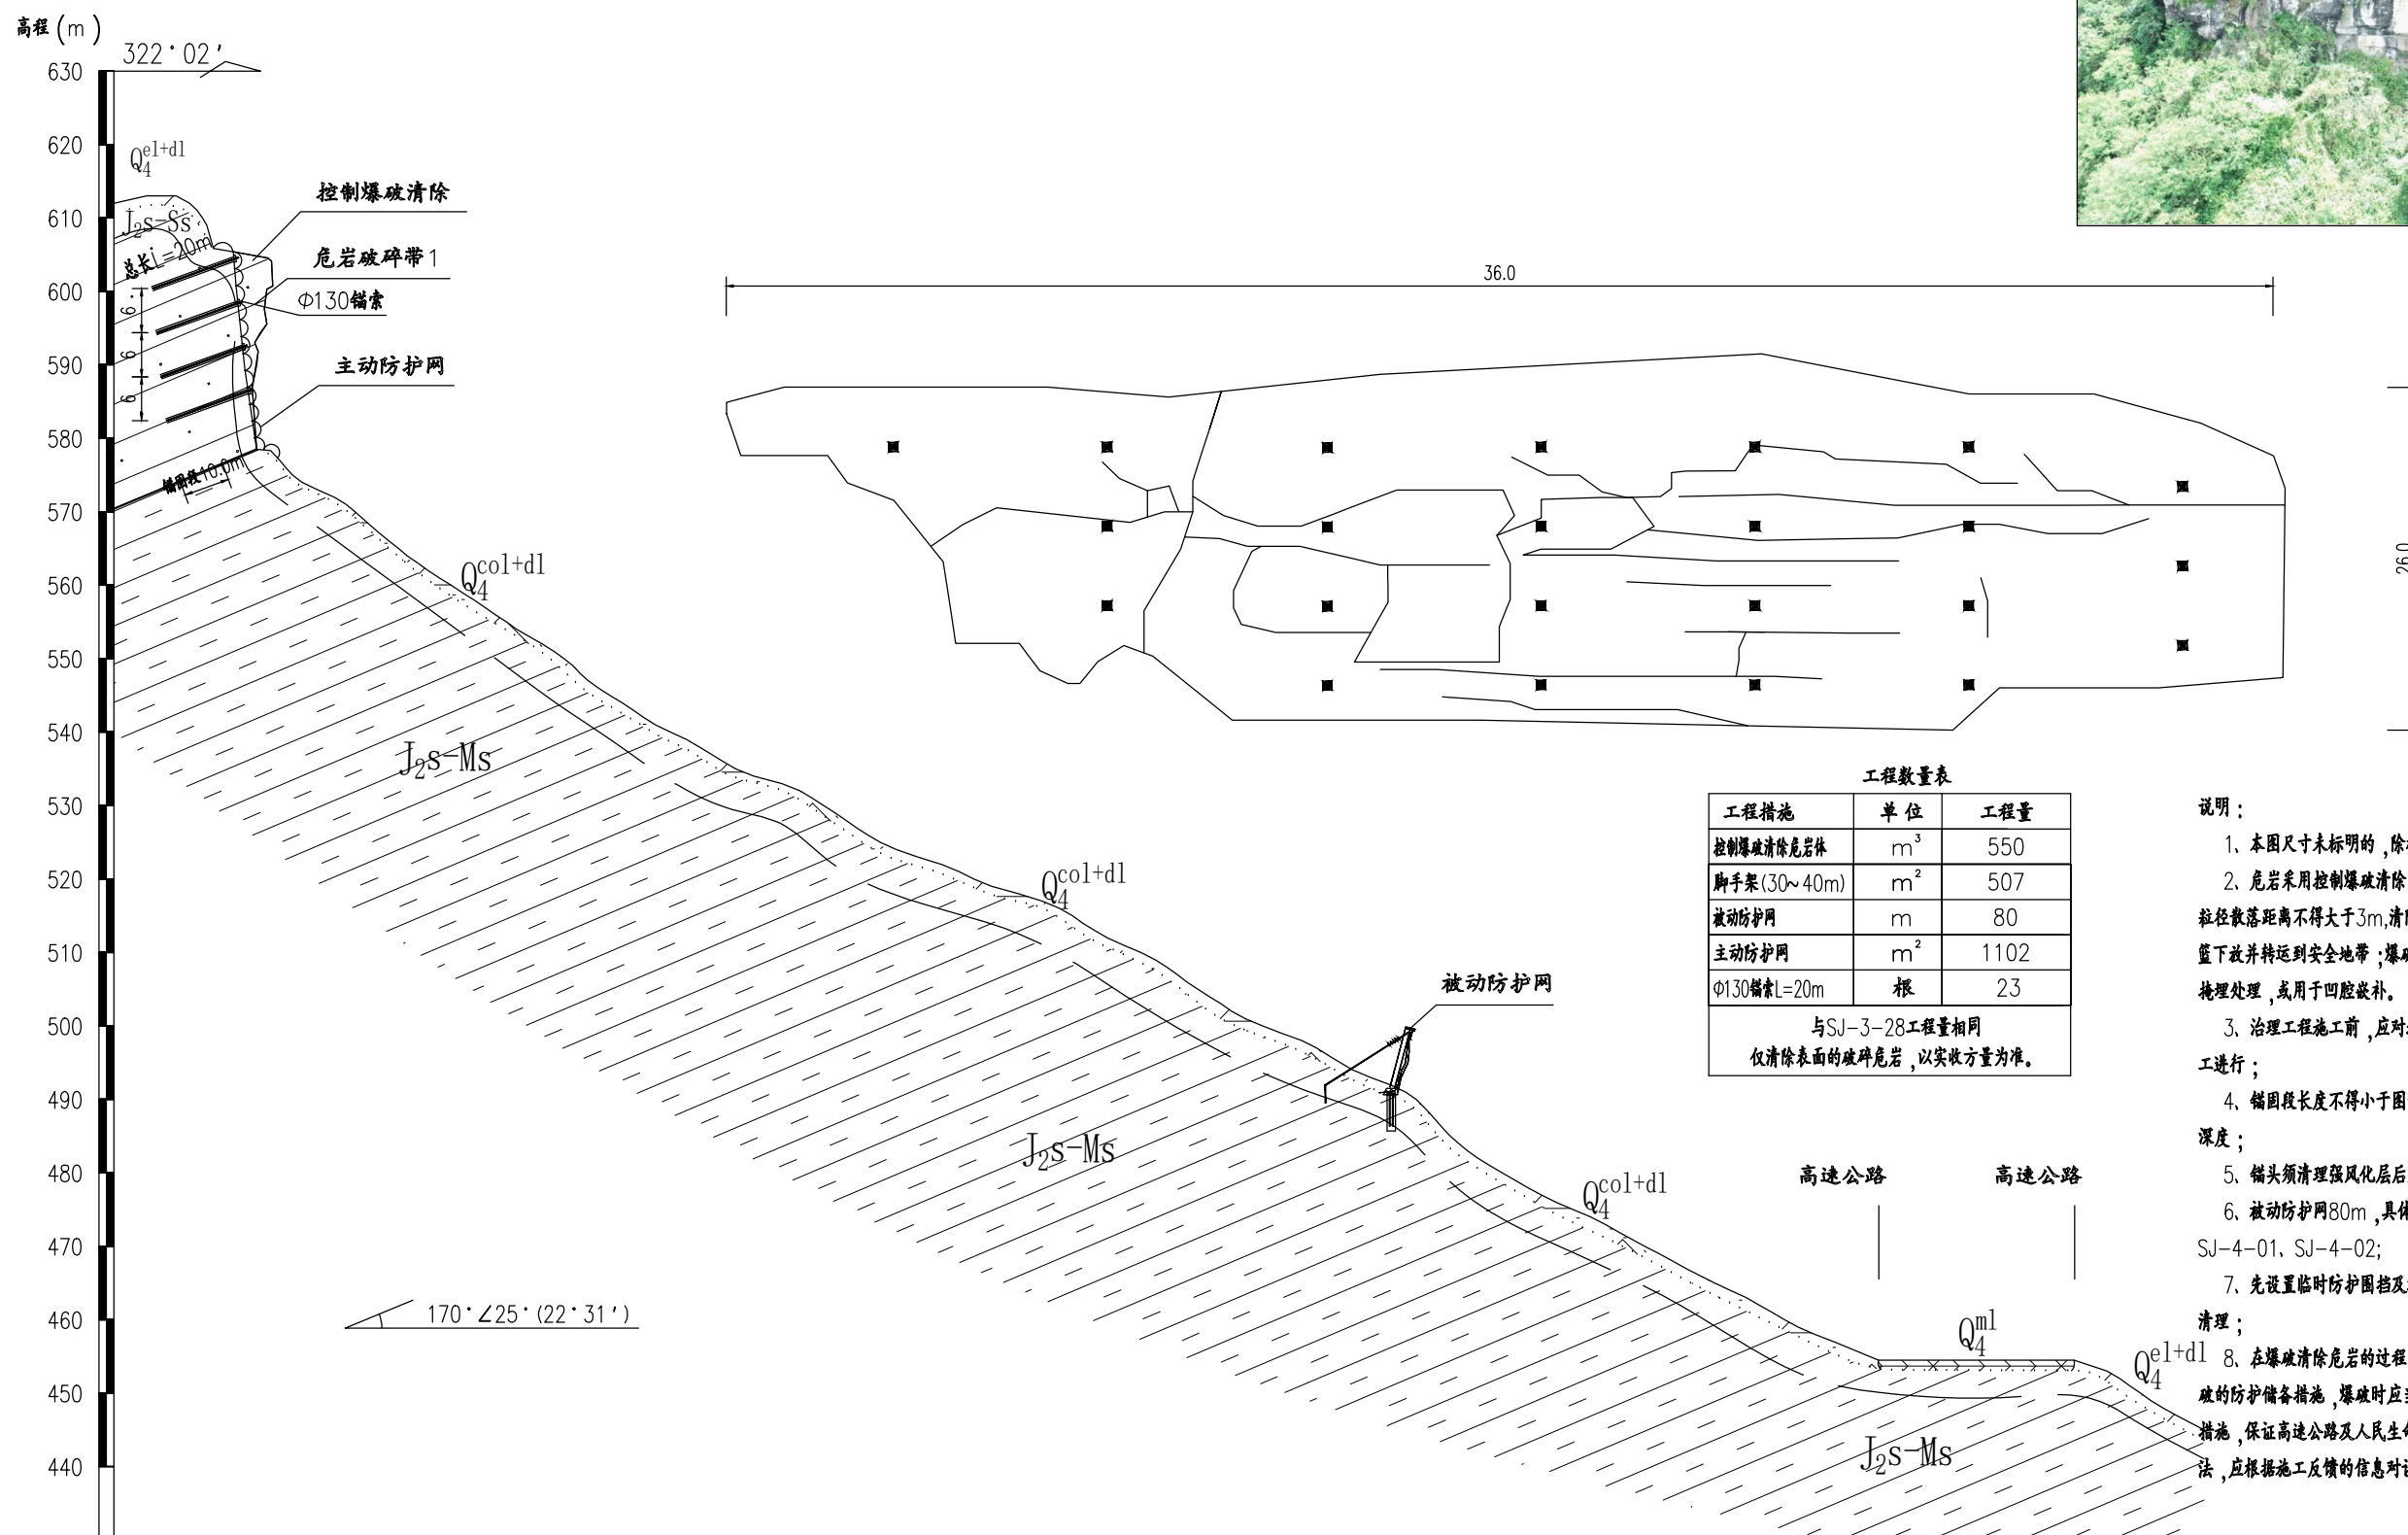 高程(m)
322°02′
630
620
610
600
590
580
570
560
550
540
530
520
510
500
490
480
470
460
450
440
Q₄ᵉˡ⁺ᵈˡ
J₂s-Ss
总长L=20m
6
6
6
锚固段10.0m
控制爆破清除
危岩破碎带1
Φ130锚索
主动防护网
36.0
26.0
Q₄ᶜᵒˡ⁺ᵈˡ
J₂s-Ms
Q₄ᶜᵒˡ⁺ᵈˡ
被动防护网
J₂s-Ms
Q₄ᶜᵒˡ⁺ᵈˡ
高速公路 高速公路
Q₄ᵐˡ
Q₄ᵉˡ⁺ᵈˡ
J₂s-Ms
170°∠25°(22°31′)
工程数量表
工程措施 单位 工程量
控制爆破清除危岩体 m³ 550
脚手架(30~40m) m² 507
被动防护网 m 80
主动防护网 m² 1102
Φ130锚索L=20m 根 23
与SJ-3-28工程量相同
仅清除表面的破碎危岩,以实收方量为准。
说明:
1、本图尺寸未标明的,除
2、危岩采用控制爆破清除
粒径散落距离不得大于3m,清
篮下放并转运到安全地带;爆
掩埋处理,或用于凹腔嵌补。
3、治理工程施工前,应对
工进行;
4、锚固段长度不得小于图
深度;
5、锚头须清理强风化层后
6、被动防护网80m,具体
SJ-4-01、SJ-4-02;
7、先设置临时防护围挡及
清理;
8、在爆破清除危岩的过程
破的防护储备措施,爆破时应
措施,保证高速公路及人民生
法,应根据施工反馈的信息对